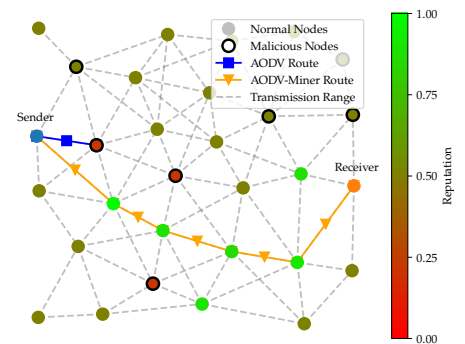 Normal Nodes
Malicious Nodes
AODV Route
AODV-Miner Route
Transmission Range
Sender
Receiver
1.00
0.75
0.50
0.25
0.00
Reputation